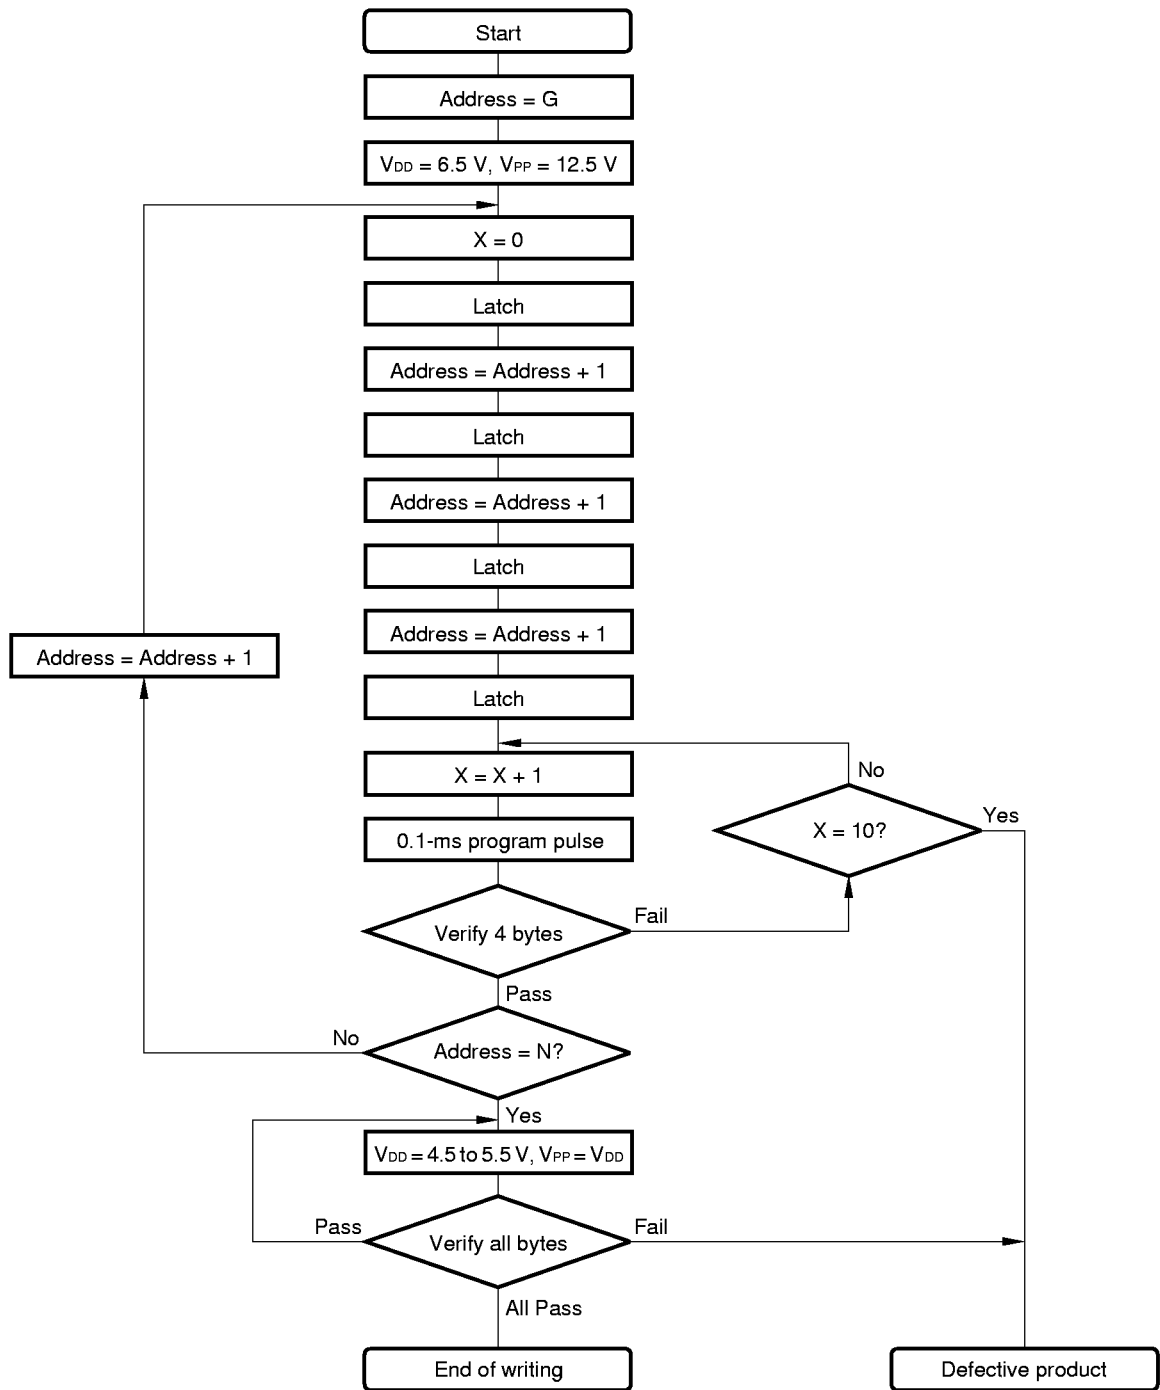 Start
Address = G
VDD = 6.5 V, VPP = 12.5 V
X = 0
Latch
Address = Address + 1
Latch
Address = Address + 1
Latch
Address = Address + 1
Address = Address + 1
Latch
X = X + 1
No
X = 10?
Yes
0.1-ms program pulse
Verify 4 bytes
Fail
Pass
No
Address = N?
Yes
VDD = 4.5 to 5.5 V, VPP = VDD
Pass
Verify all bytes
Fail
All Pass
End of writing
Defective product